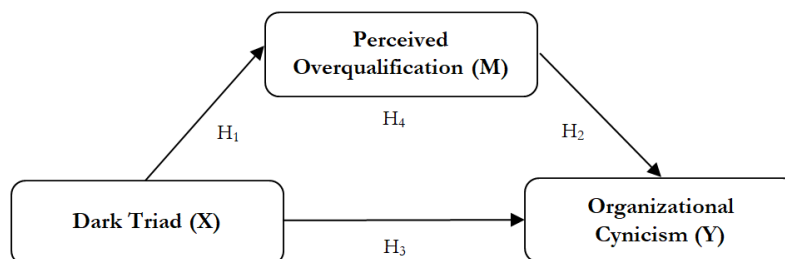 Perceived
Overqualification (M)
H₁
H₄
H₂
Dark Triad (X)
H₃
Organizational
Cynicism (Y)